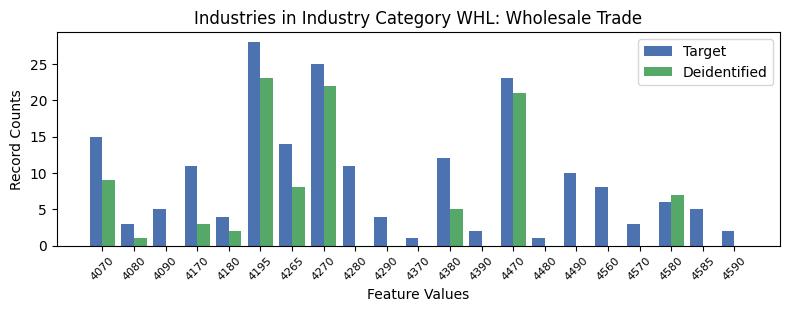 Industries in Industry Category WHL: Wholesale Trade
Target
Deidentified
Record Counts
25
20
15
10
5
0
4070 4080 4090 4170 4180 4195 4265 4270 4280 4290 4370 4380 4390 4470 4480 4490 4560 4570 4580 4585 4590
Feature Values